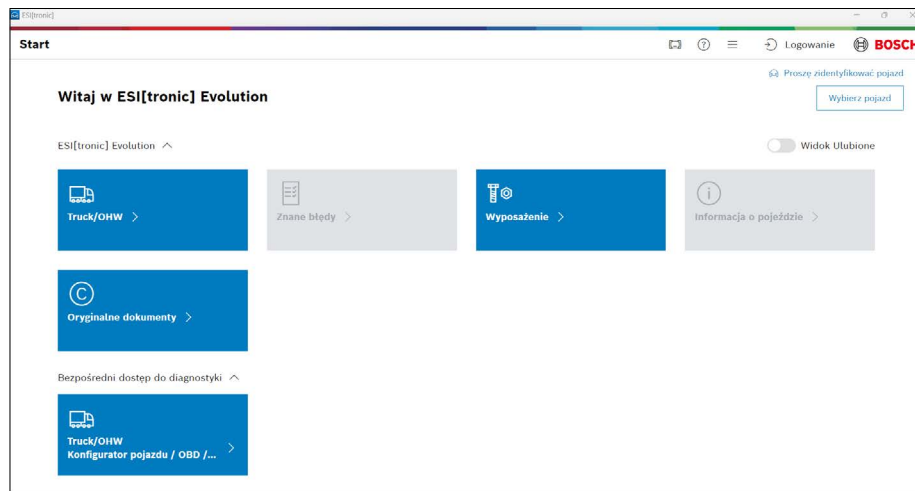 ESI[tronic]
Start
Logowanie
BOSCH
Proszę zidentyfikować pojazd
Witaj w ESI[tronic] Evolution
Wybierz pojazd
ESI[tronic] Evolution
Widok Ulubione
Truck/OHW
Znane błędy
Wyposażenie
Informacja o pojeździe
Oryginalne dokumenty
Bezpośredni dostęp do diagnostyki
Truck/OHW
Konfigurator pojazdu / OBD /...